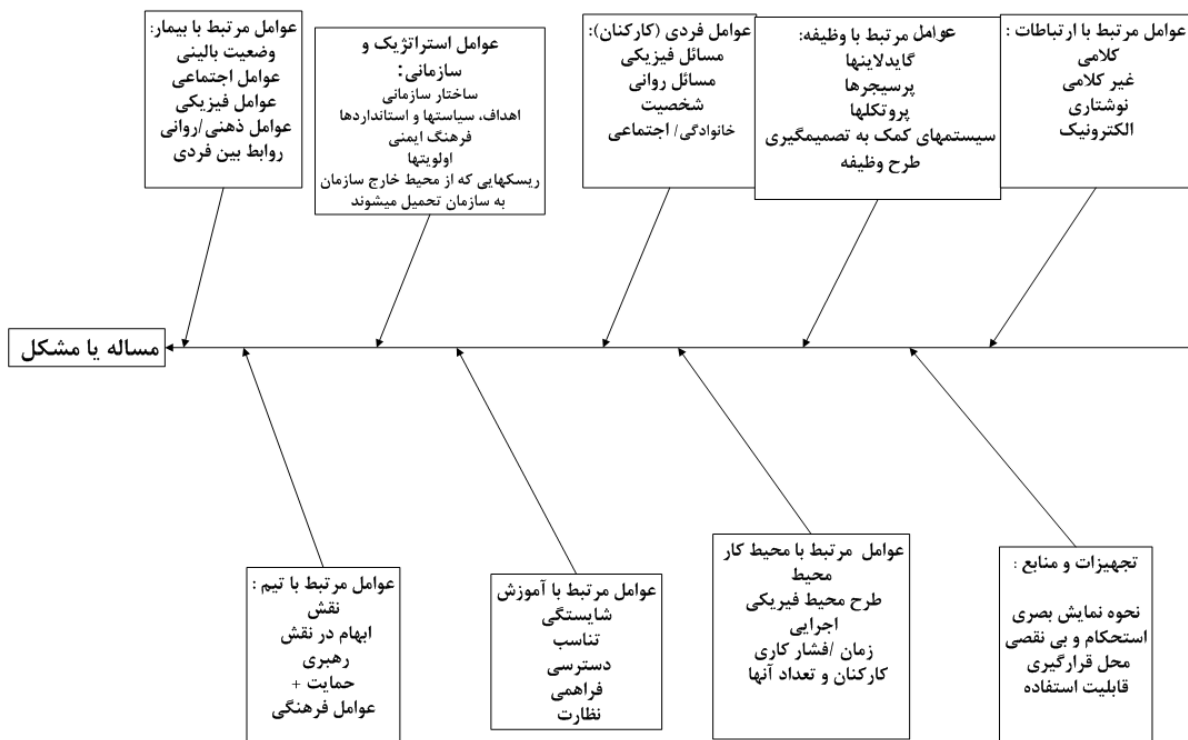 عوامل مرتبط با ارتباطات :
کلامی
غیر کلامی
نوشتاری
الکترونیک
عوامل مرتبط با وظیفه:
گایدلاینها
پرسیجرها
پروتکلها
سیستمهای کمک به تصمیمگیری
طرح وظیفه
عوامل فردی (کارکنان):
مسائل فیزیکی
مسائل روانی
شخصیت
خانوادگی/ اجتماعی
عوامل استراتژیک و
سازمانی:
ساختار سازمانی
اهداف، سیاستها و استانداردها
فرهنگ ایمنی
اولویتها
ریسکهایی که از محیط خارج سازمان
به سازمان تحمیل میشوند
عوامل مرتبط با بیمار:
وضعیت بالینی
عوامل اجتماعی
عوامل فیزیکی
عوامل ذهنی/روانی
روابط بین فردی
مساله یا مشکل
تجهیزات و منابع :
نحوه نمایش بصری
استحکام و بی نقصی
محل قرارگیری
قابلیت استفاده
عوامل مرتبط با محیط کار
محیط
طرح محیط فیریکی
اجرایی
زمان /فشار کاری
کارکنان و تعداد آنها
عوامل مرتبط با آموزش
شایستگی
تناسب
دسترسی
فراهمی
نظارت
عوامل مرتبط با تیم :
نقش
ابهام در نقش
رهبری
حمایت +
عوامل فرهنگی